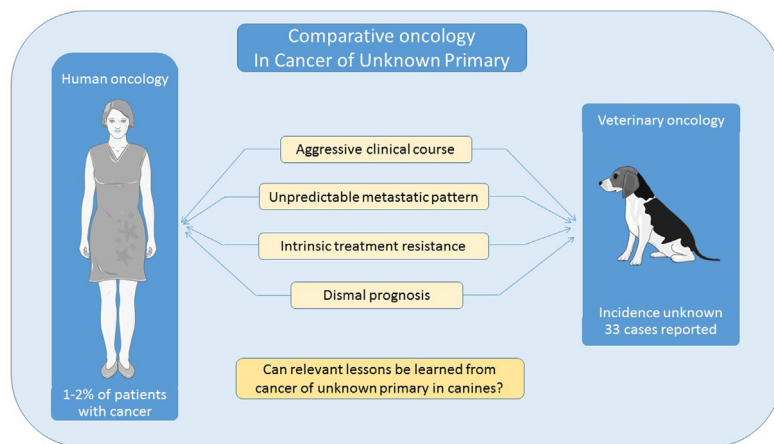 Comparative oncology
In Cancer of Unknown Primary
Human oncology
1-2% of patients
with cancer
Aggressive clinical course
Unpredictable metastatic pattern
Intrinsic treatment resistance
Dismal prognosis
Can relevant lessons be learned from
cancer of unknown primary in canines?
Veterinary oncology
Incidence unknown
33 cases reported